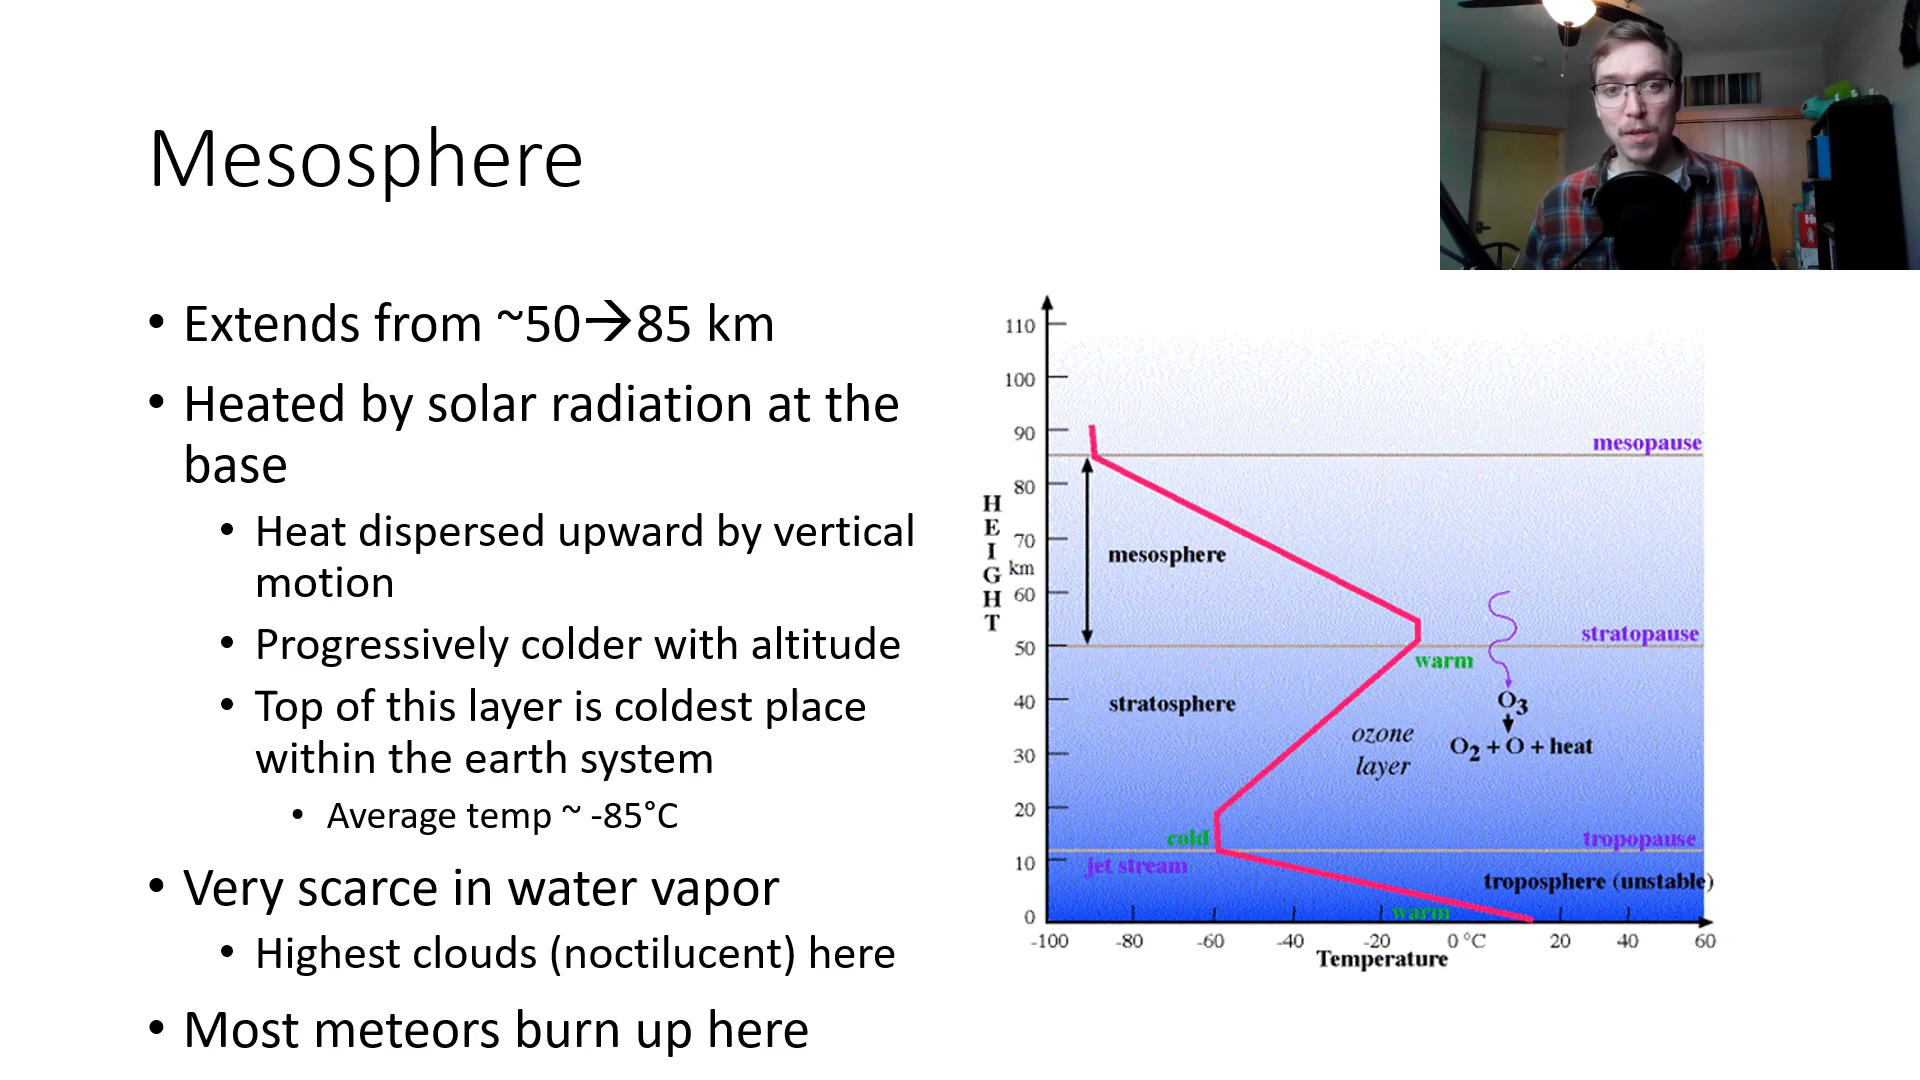 Mesosphere
• Extends from ~50→85 km
• Heated by solar radiation at the
base
• Heat dispersed upward by vertical
motion
• Progressively colder with altitude
• Top of this layer is coldest place
within the earth system
• Average temp ~ -85°C
• Very scarce in water vapor
• Highest clouds (noctilucent) here
• Most meteors burn up here
110
100
90
mesopause
80
HEIGHT
70
km
mesosphere
60
stratopause
50
warm
40
stratosphere
O3
ozone
layer
O2 + O + heat
30
20
cold
tropopause
10
jet stream
troposphere (unstable)
warm
0
-100 -80 -60 -40 -20 0 °C 20 40 60
Temperature